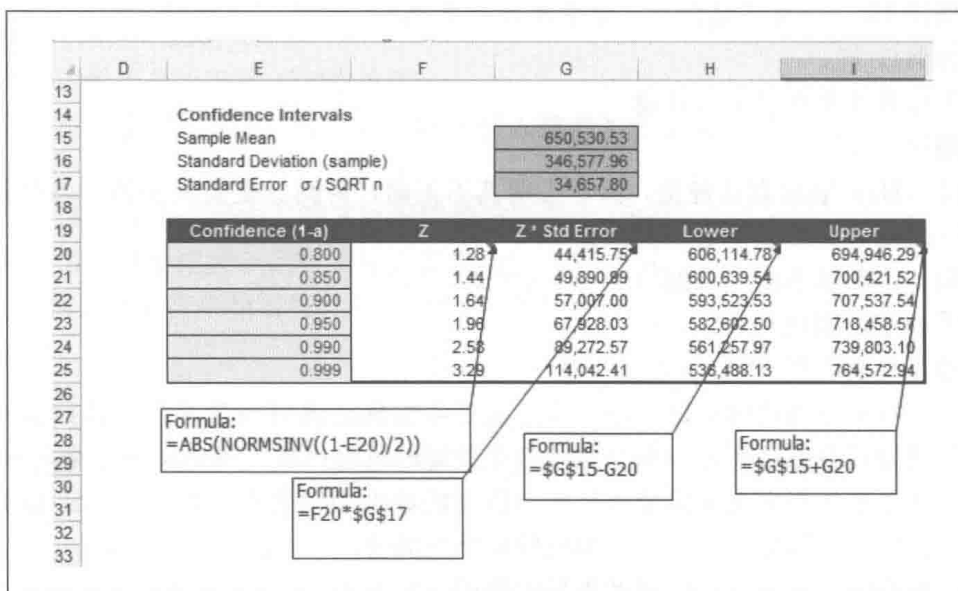 D E F G H I
13
14 Confidence Intervals
15 Sample Mean 650,530.53
16 Standard Deviation (sample) 346,577.96
17 Standard Error σ / SQRT n 34,657.80
18
19 Confidence (1-a) Z Z * Std Error Lower Upper
20 0.800 1.28 44,415.75 606,114.78 694,946.29
21 0.850 1.44 49,890.99 600,639.54 700,421.52
22 0.900 1.64 57,007.00 593,523.53 707,537.54
23 0.950 1.96 67,928.03 582,602.50 718,458.57
24 0.990 2.58 89,272.57 561,257.97 739,803.10
25 0.999 3.29 114,042.41 536,488.13 764,572.94
26
27
28
29
30
31
32
33
Formula:
=ABS(NORMSINV((1-E20)/2))
Formula:
=F20*$G$17
Formula:
=$G$15-G20
Formula:
=$G$15+G20